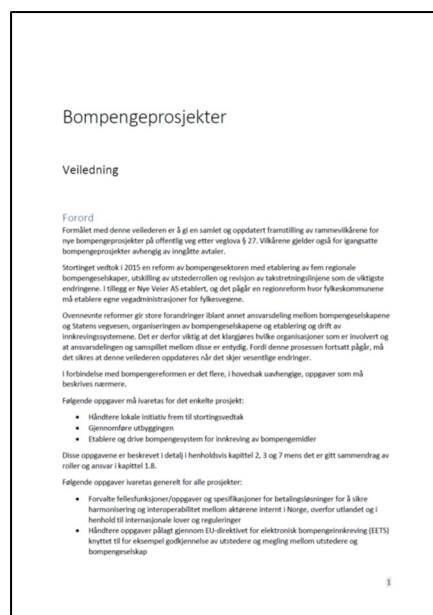 Bompengeprosjekter
Veiledning
Forord
Formålet med denne veilederen er å gi en samlet og oppdatert framstilling av rammevilkårene for
nye bompengeprosjekter på offentlig veg etter veglova § 27. Vilkårene gjelder også for igangsatte
bompengeprosjekter avhengig av inngåtte avtaler.
Stortinget vedtok i 2015 en reform av bompengesektoren med etablering av fem regionale
bompengeselskaper, utskilling av utstederrollen og revisjon av takstretningslinjene som de viktigste
endringene. I tillegg er Nye Veier AS etablert, og det pågår en regionreform hvor fylkeskommunene
må etablere egne vegadministrasjoner for fylkesvegene.
Ovennevnte reformer gir store forandringer iblant annet ansvarsdeling mellom bompengeselskapene
og Statens vegvesen, organiseringen av bompengeselskapene og etablering og drift av
innkrevingssystemene. Det er derfor viktig at det klargjøres hvilke organisasjoner som er involvert og
at ansvarsdelingen og samspillet mellom disse er entydig. Fordi denne prosessen fortsatt pågår, må
det sikres at denne veilederen oppdateres når det skjer vesentlige endringer.
I forbindelse med bompengereformen er det flere, i hovedsak uavhengige, oppgaver som må
beskrives nærmere.
Følgende oppgaver må ivaretas for det enkelte prosjekt:
• Håndtere lokale initiativ frem til stortingsvedtak
• Gjennomføre utbyggingen
• Etablere og drive bompengesystem for innkreving av bompengemidler
Disse oppgavene er beskrevet i detalj i henholdsvis kapittel 2, 3 og 7 mens det er gitt sammendrag av
roller og ansvar i kapittel 1.8.
Følgende oppgaver ivaretas generelt for alle prosjekter:
• Forvalte fellesfunksjoner/oppgaver og spesifikasjoner for betalingsløsninger for å sikre
harmonisering og interoperabilitet mellom aktørene internt i Norge, overfor utlandet og i
henhold til internasjonale lover og reguleringer
• Håndtere oppgaver pålagt gjennom EU-direktivet for elektronisk bompengeinnkreving (EETS)
knyttet til for eksempel godkjennelse av utstedere og megling mellom utstedere og
bompengeselskap
1